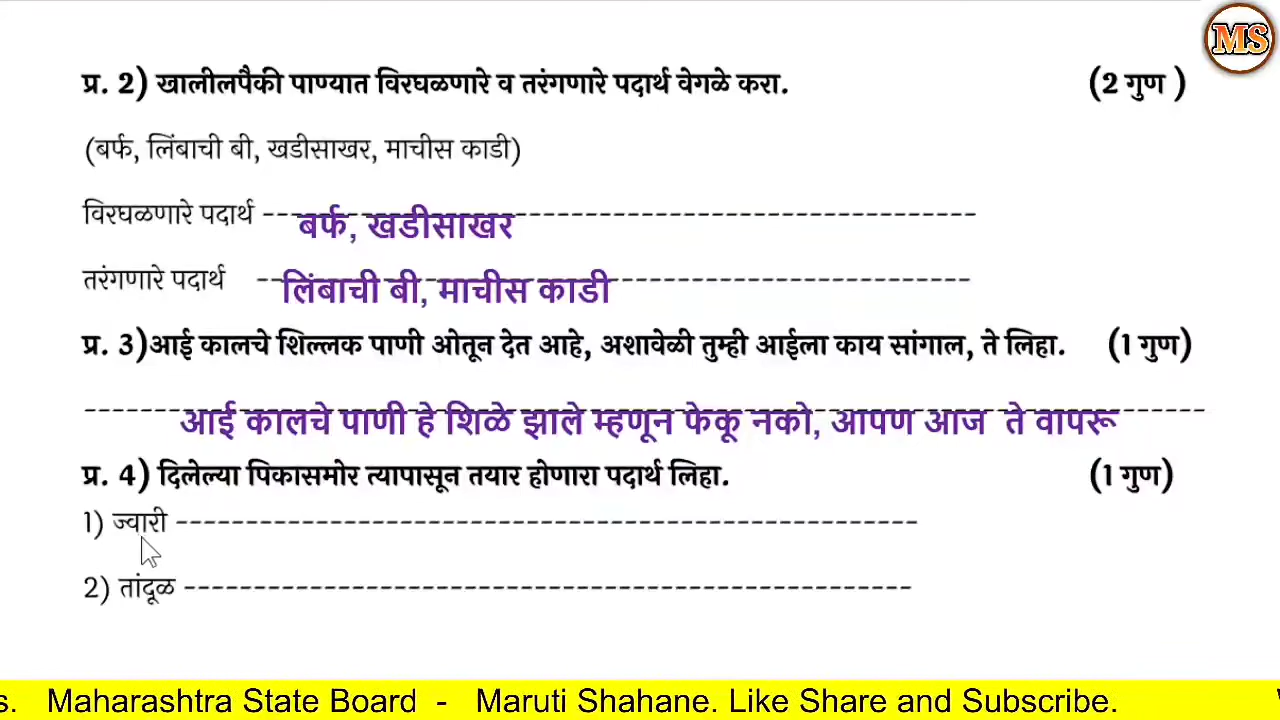 MS
प्र. 2) खालीलपैकी पाण्यात विरघळणारे व तरंगणारे पदार्थ वेगळे करा. (2 गुण )
(बर्फ, लिंबाची बी, खडीसाखर, माचीस काडी)
विरघळणारे पदार्थ --- बर्फ, खडीसाखर ---------------------------------
तरंगणारे पदार्थ -- लिंबाची बी, माचीस काडी --------------------------
प्र. 3)आई कालचे शिल्लक पाणी ओतून देत आहे, अशावेळी तुम्ही आईला काय सांगाल, ते लिहा. (1 गुण)
------- आई कालचे पाणी हे शिळे झाले म्हणून फेकू नको, आपण आज ते वापरू ------
प्र. 4) दिलेल्या पिकासमोर त्यापासून तयार होणारा पदार्थ लिहा. (1 गुण)
1) ज्वारी -----------------------------------------------------
2) तांदूळ ----------------------------------------------------
s. Maharashtra State Board - Maruti Shahane. Like Share and Subscribe.